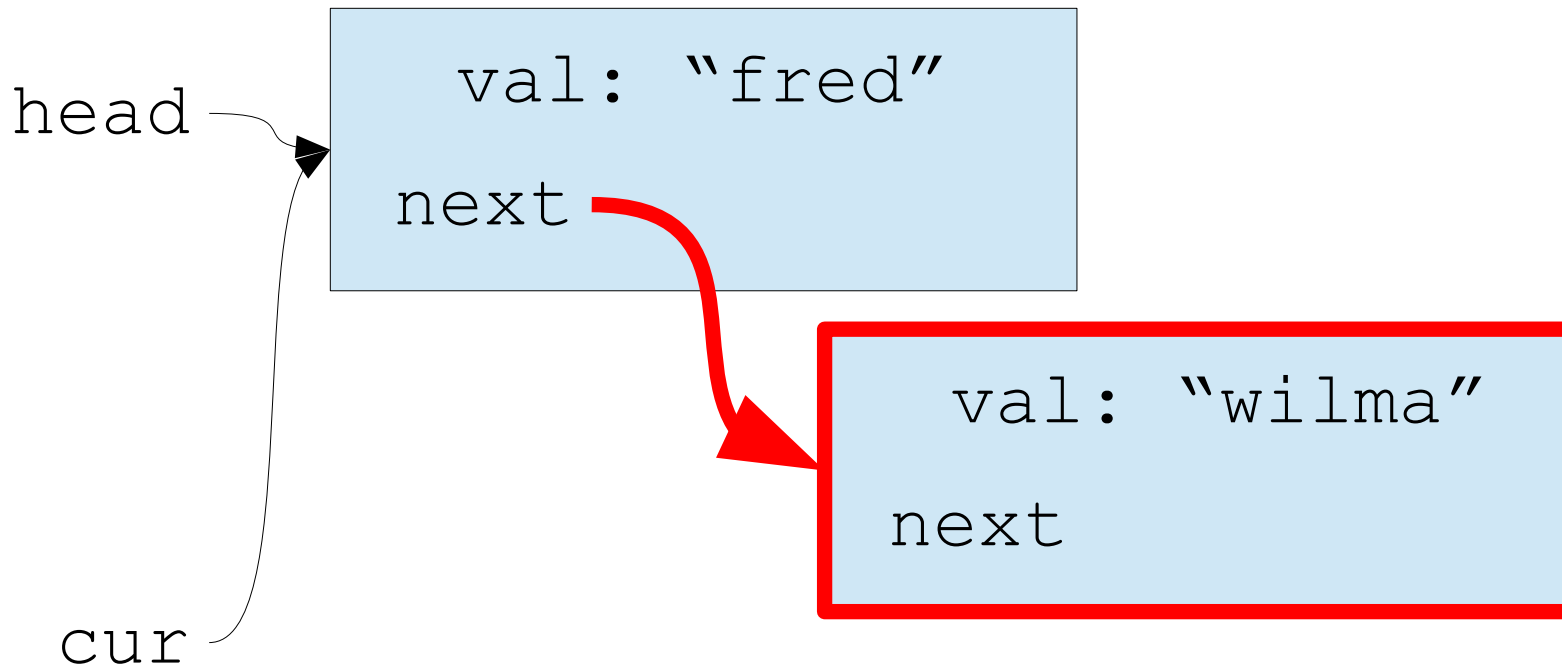 head
val: “fred”
next
val: “wilma”
next
cur